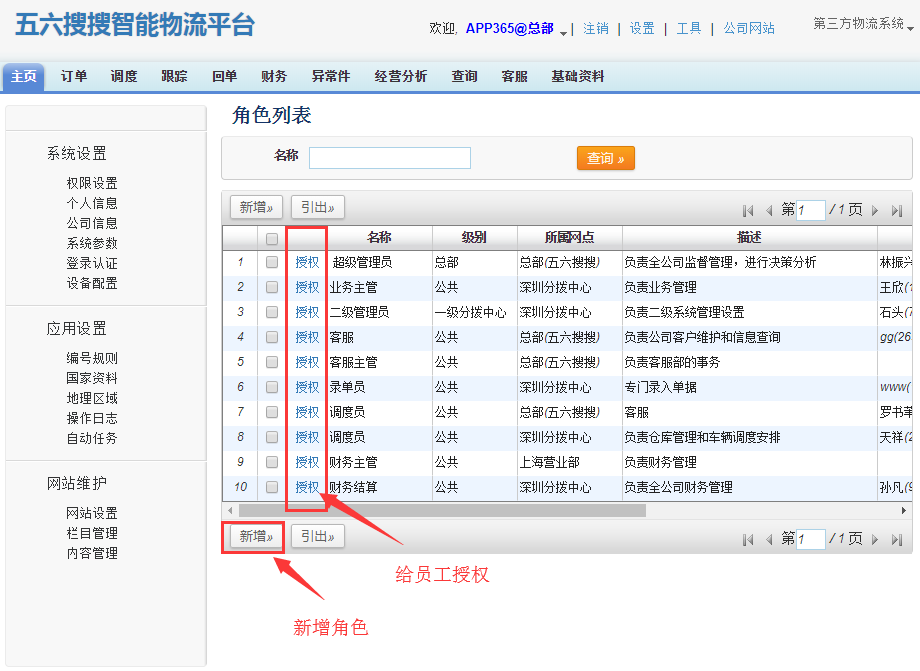 五六搜搜智能物流平台
欢迎, APP365@总部 | 注销 | 设置 | 工具 | 公司网站 第三方物流系统
主页 订单 调度 跟踪 回单 财务 异常件 经营分析 查询 客服 基础资料
系统设置
权限设置
个人信息
公司信息
系统参数
登录认证
设备配置
应用设置
编号规则
国家资料
地理区域
操作日志
自动任务
网站维护
网站设置
栏目管理
内容管理
角色列表
名称 查询 »
新增» 引出» 第 1 / 1 页
名称 级别 所属网点 描述
1 授权 超级管理员 总部 总部(五六搜搜) 负责全公司监督管理，进行决策分析 林振兴
2 授权 业务主管 公共 深圳分拨中心 负责业务管理 王欣(1
3 授权 二级管理员 一级分拨中心 深圳分拨中心 负责二级系统管理设置 石头(7
4 授权 客服 公共 总部(五六搜搜) 负责公司客户维护和信息查询 gg(26
5 授权 客服主管 公共 总部(五六搜搜) 负责客服部的事务
6 授权 录单员 公共 深圳分拨中心 专门录入单据 www(
7 授权 调度员 公共 总部(五六搜搜) 客服 罗书
8 授权 调度员 公共 深圳分拨中心 负责仓库管理和车辆调度安排 天祥(2
9 授权 财务主管 公共 上海营业部 负责财务管理
10 授权 财务结算 公共 深圳分拨中心 负责全公司财务管理 孙凡(9
新增» 引出» 第 1 / 1 页
给员工授权
新增角色